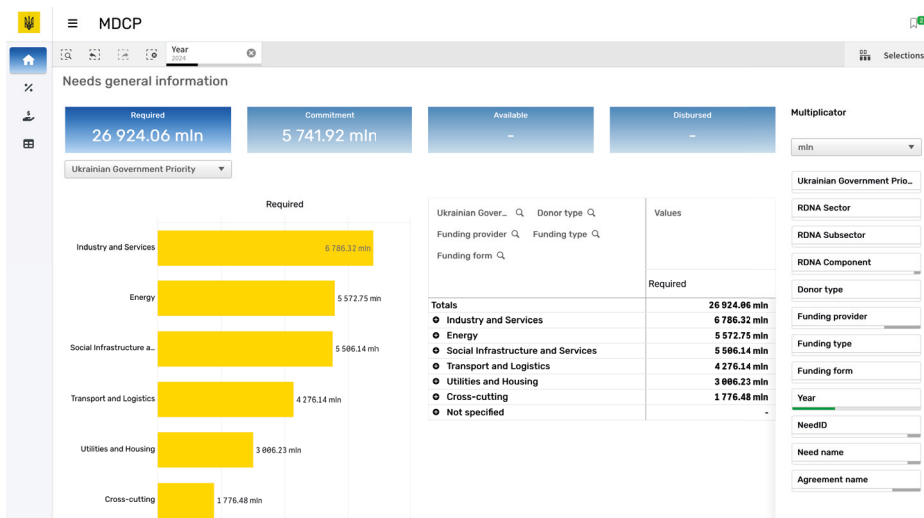 MDCP
2
Year
2024
Selections
Needs general information
Required
26 924.06 mln
Commitment
5 741.92 mln
Available
-
Disbursed
-
Multiplicator
mln
Ukrainian Government Priority
Required
Industry and Services
6 786.32 mln
Energy
5 572.75 mln
Social Infrastructure a...
5 506.14 mln
Transport and Logistics
4 276.14 mln
Utilities and Housing
3 006.23 mln
Cross-cutting
1 776.48 mln
Ukrainian Gover... Donor type
Funding provider Funding type
Funding form
Values
Required
Totals 26 924.06 mln
Industry and Services 6 786.32 mln
Energy 5 572.75 mln
Social Infrastructure and Services 5 506.14 mln
Transport and Logistics 4 276.14 mln
Utilities and Housing 3 006.23 mln
Cross-cutting 1 776.48 mln
Not specified -
Ukrainian Government Prio...
RDNA Sector
RDNA Subsector
RDNA Component
Donor type
Funding provider
Funding type
Funding form
Year
NeedID
Need name
Agreement name